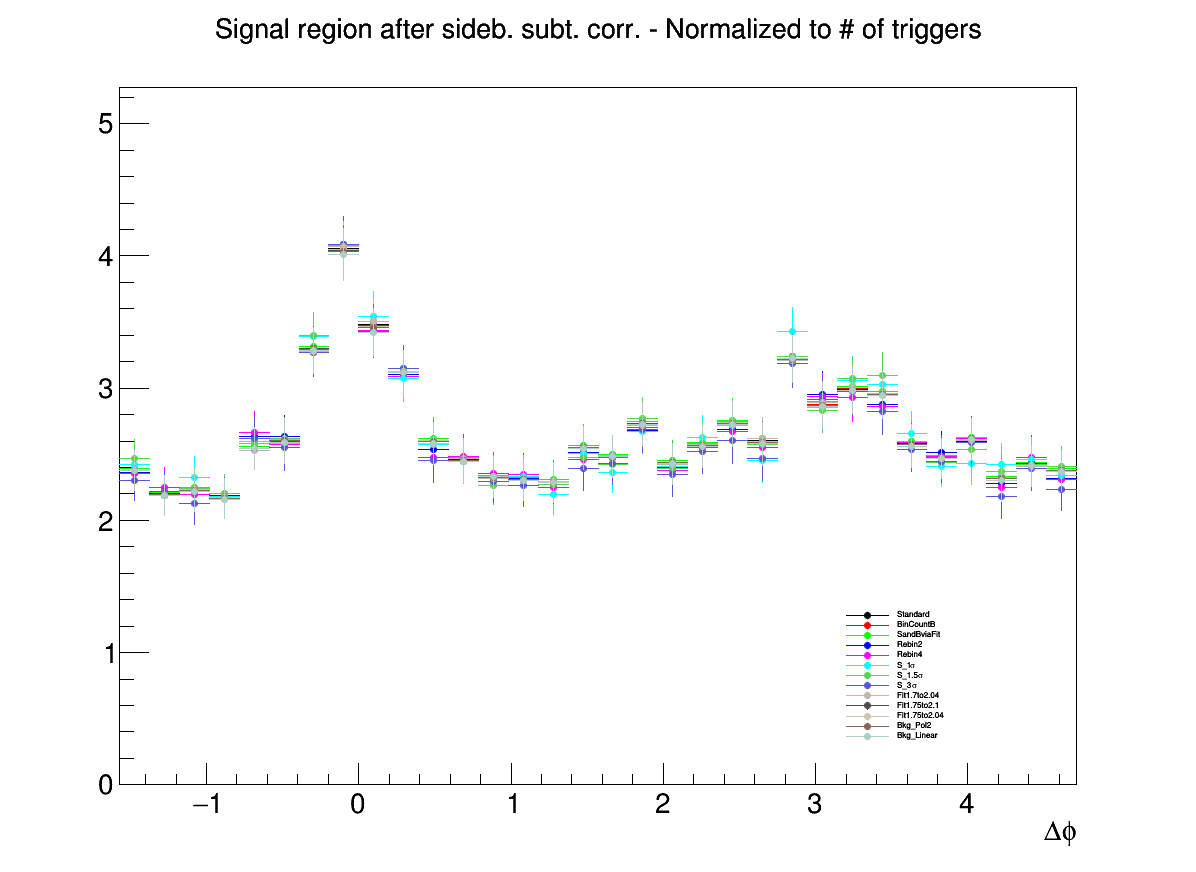 Signal region after sideb. subt. corr. - Normalized to # of triggers
5
4
3
2
1
0
−1 0 1 2 3 4
Δϕ
Standard
BinCountB
SandBviaFit
Rebin2
Rebin4
S_1σ
S_1.5σ
S_3σ
Fit1.7to2.04
Fit1.75to2.1
Fit1.75to2.04
Bkg_Pol2
Bkg_Linear